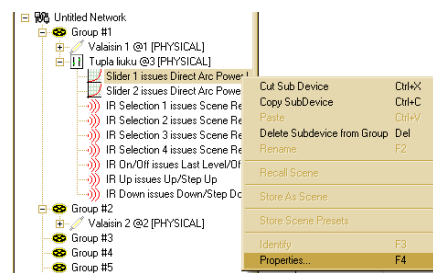 Untitled Network
Group #1
Valaisin 1 @1 [PHYSICAL]
Tupla liuku @3 [PHYSICAL]
Slider 1 issues Direct Arc Power L
Slider 2 issues Direct Arc Powe
IR Selection 1 issues Scene Re
IR Selection 2 issues Scene Re
IR Selection 3 issues Scene Re
IR Selection 4 issues Scene Re
IR On/Off issues Last Level/Of
IR Up issues Up/Step Up
IR Down issues Down/Step Do
Group #2
Valaisin 2 @2 [PHYSICAL]
Group #3
Group #4
Group #5
Cut Sub Device Ctrl+X
Copy SubDevice Ctrl+C
Paste Ctrl+V
Delete Subdevice from Group Del
Rename F2
Recall Scene
Store As Scene
Store Scene Presets
Identify F3
Properties... F4